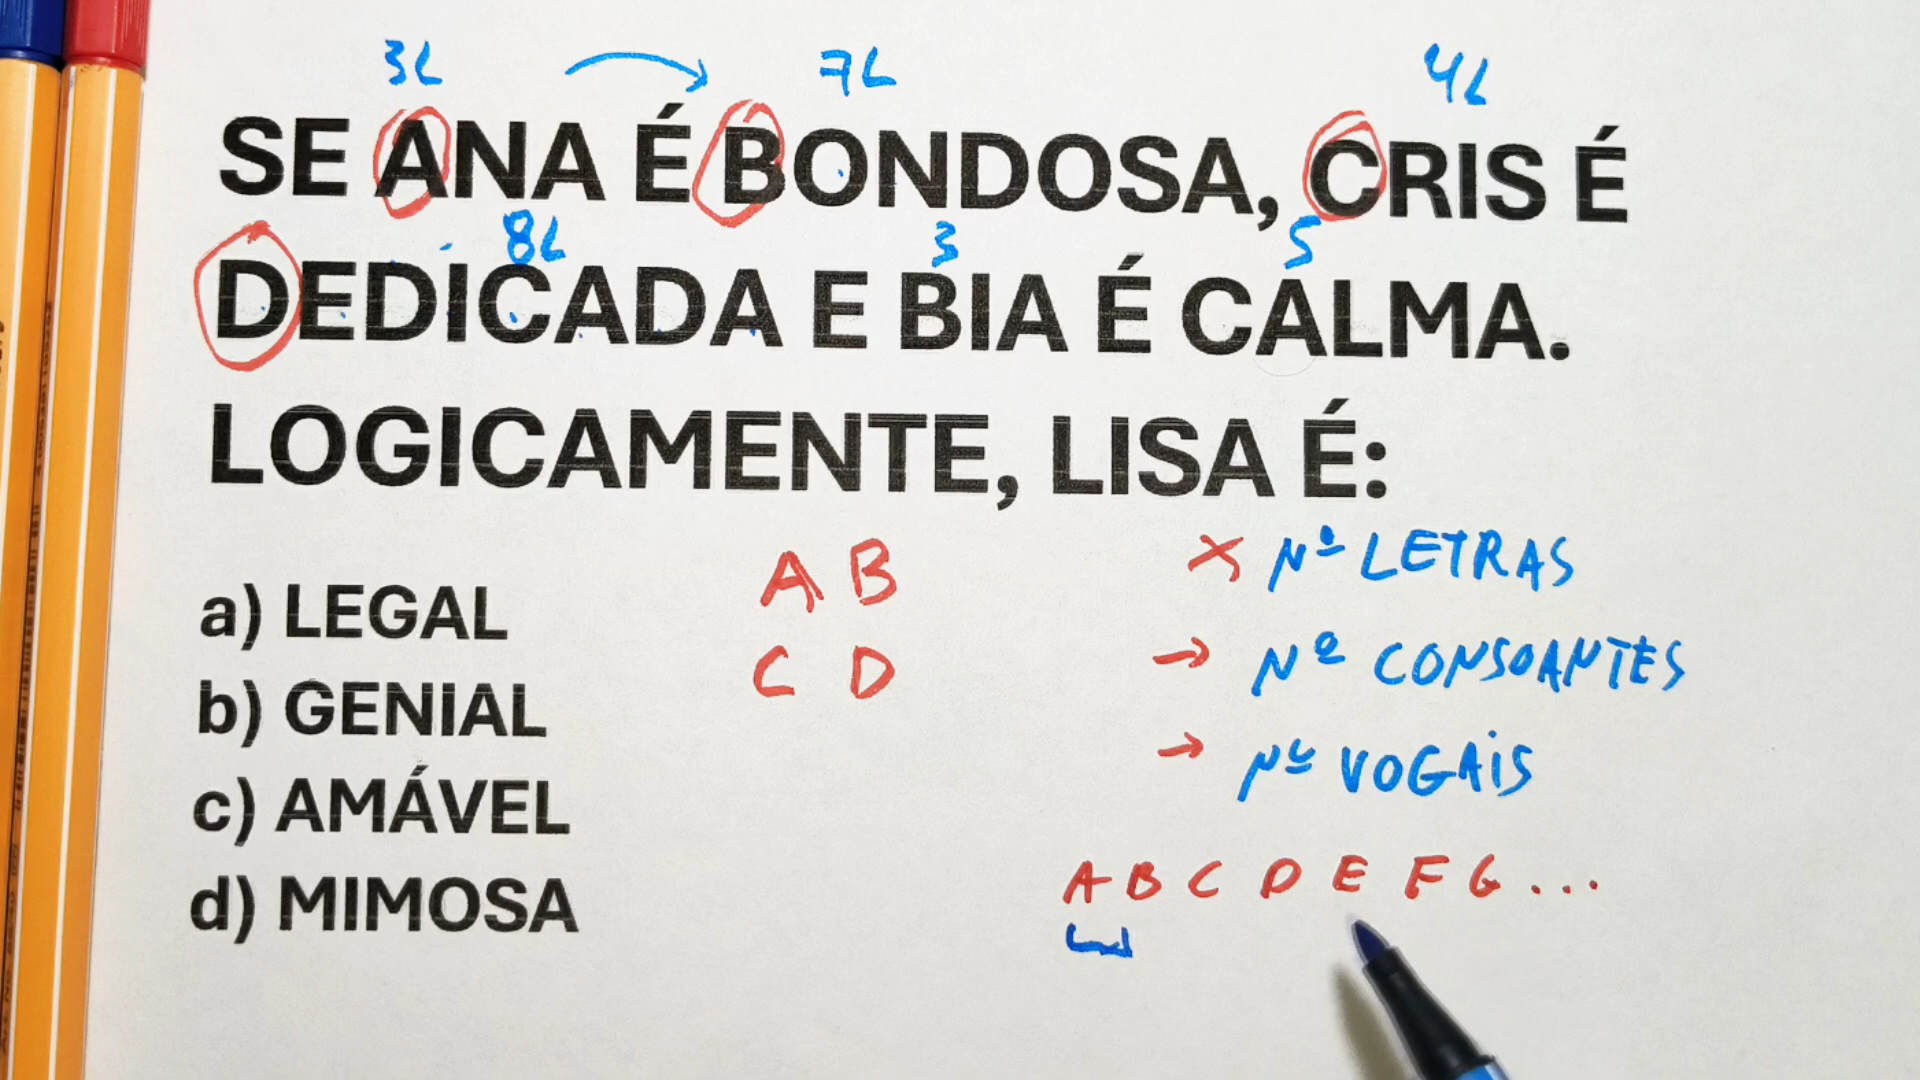 3L 7L 4L
SE ANA É BONDOSA, CRIS É
8L 3 5
DEDICADA E BIA É CALMA.
LOGICAMENTE, LISA É:
a) LEGAL
b) GENIAL
c) AMÁVEL
d) MIMOSA
A B
C D
X Nº LETRAS
→ Nº CONSOANTES
→ Nº VOGAIS
A B C D E F G ...